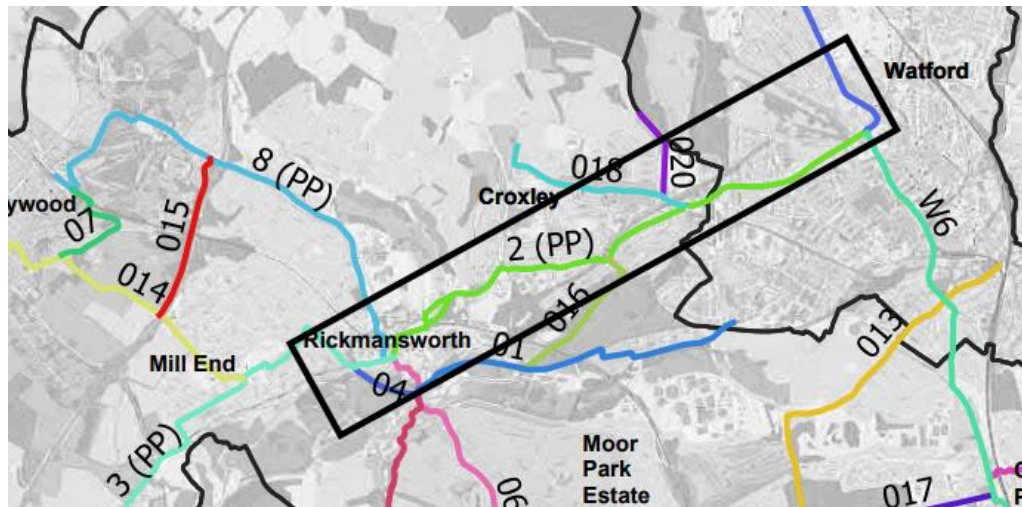 Watford
8 (PP)
018
020
Croxley
ywood
07
015
W6
2 (PP)
014
016
013
Rickmansworth
01
Mill End
04
Moor
Park
Estate
3 (PP)
06
017